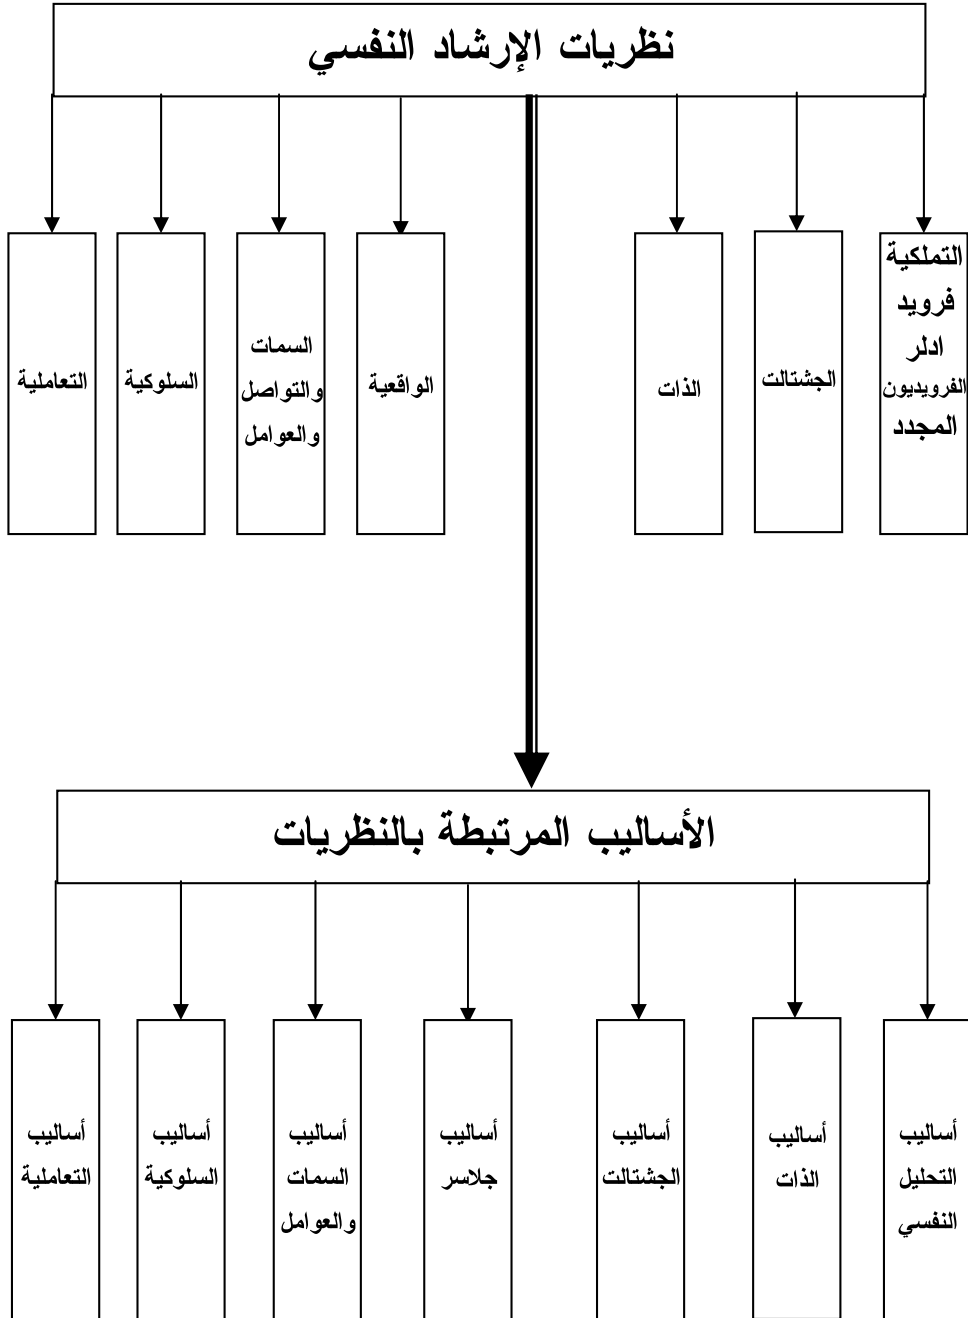 نظريات الإرشاد النفسي
التملكية
فرويد
ادلر
الفرويديون
المجدد
الجشتالت
الذات
الواقعية
السمات
والتواصل
والعوامل
السلوكية
التعاملية
الأساليب المرتبطة بالنظريات
أساليب
التحليل
النفسي
أساليب
الذات
أساليب
الجشتالت
أساليب
جلاسر
أساليب
السمات
والعوامل
أساليب
السلوكية
أساليب
التعاملية